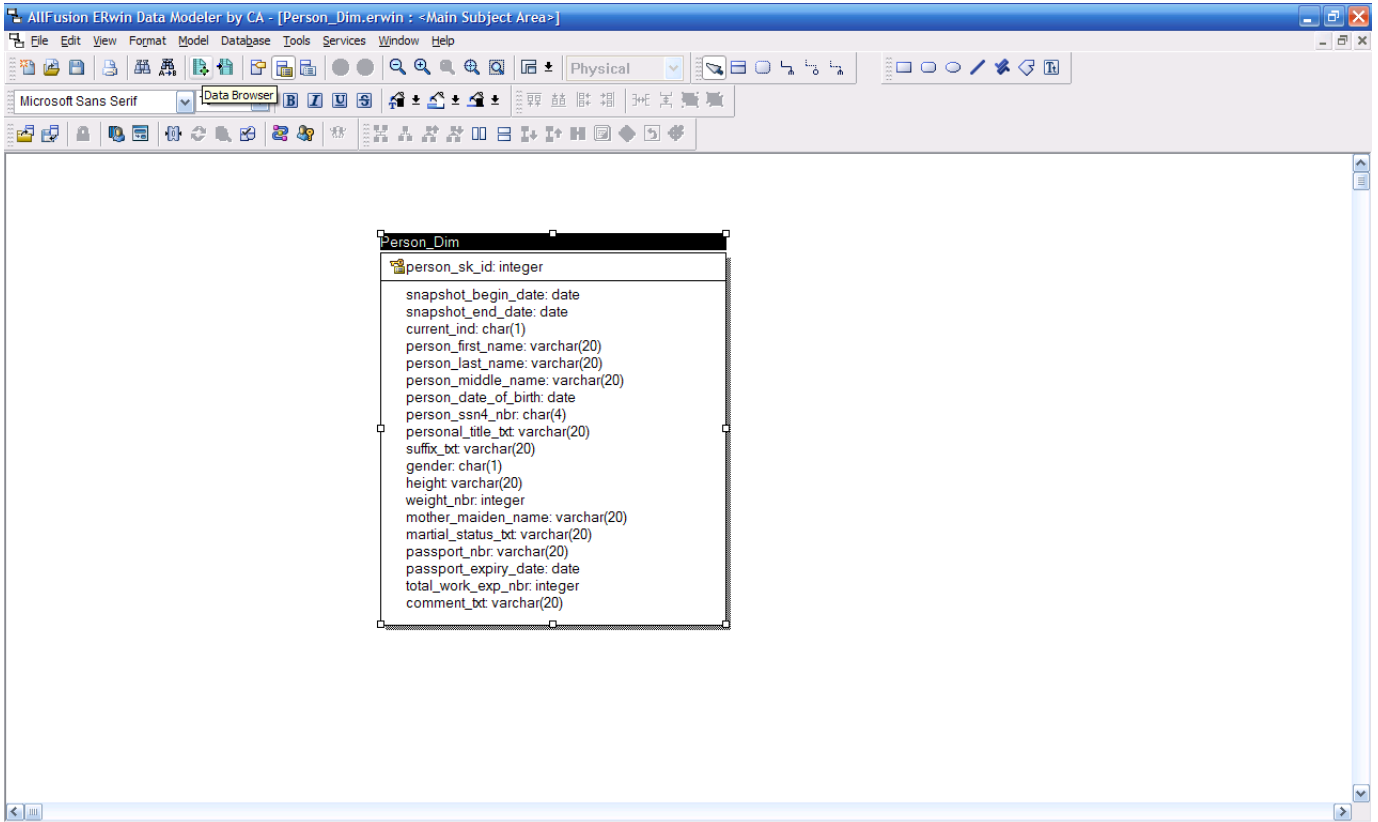 AllFusion ERwin Data Modeler by CA - [Person_Dim.erwin : <Main Subject Area>]
File Edit View Format Model Database Tools Services Window Help
Physical
Microsoft Sans Serif
Data Browser
B I U S
Person_Dim
person_sk_id: integer
snapshot_begin_date: date
snapshot_end_date: date
current_ind: char(1)
person_first_name: varchar(20)
person_last_name: varchar(20)
person_middle_name: varchar(20)
person_date_of_birth: date
person_ssn4_nbr: char(4)
personal_title_txt: varchar(20)
suffix_txt: varchar(20)
gender: char(1)
height: varchar(20)
weight_nbr: integer
mother_maiden_name: varchar(20)
martial_status_txt: varchar(20)
passport_nbr: varchar(20)
passport_expiry_date: date
total_work_exp_nbr: integer
comment_txt: varchar(20)